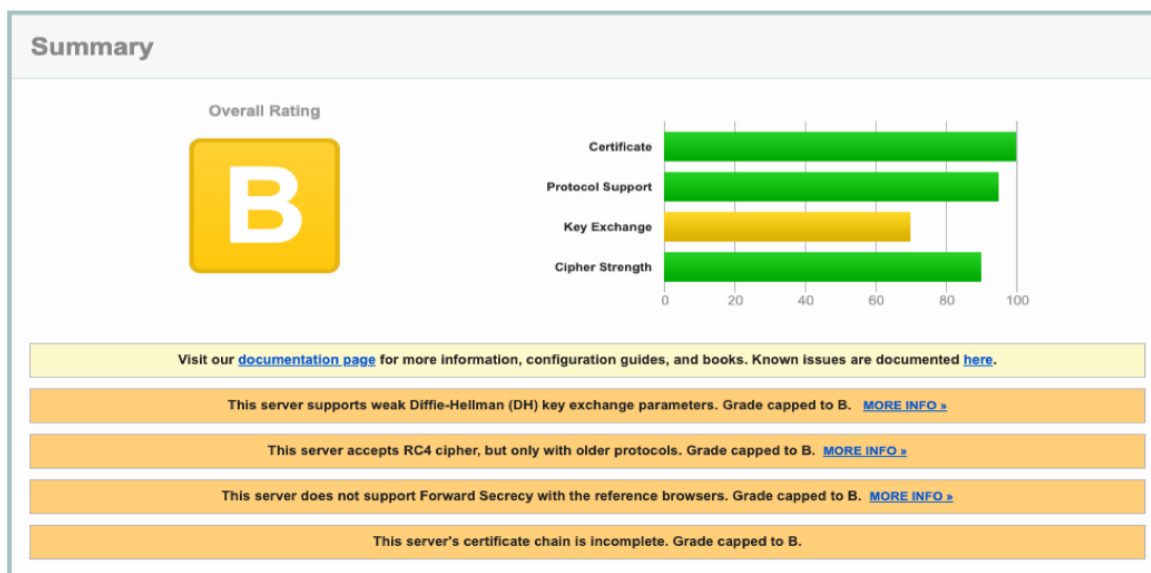 Summary
Overall Rating
B
Certificate
Protocol Support
Key Exchange
Cipher Strength
0 20 40 60 80 100
Visit our documentation page for more information, configuration guides, and books. Known issues are documented here.
This server supports weak Diffie-Hellman (DH) key exchange parameters. Grade capped to B. MORE INFO »
This server accepts RC4 cipher, but only with older protocols. Grade capped to B. MORE INFO »
This server does not support Forward Secrecy with the reference browsers. Grade capped to B. MORE INFO »
This server's certificate chain is incomplete. Grade capped to B.